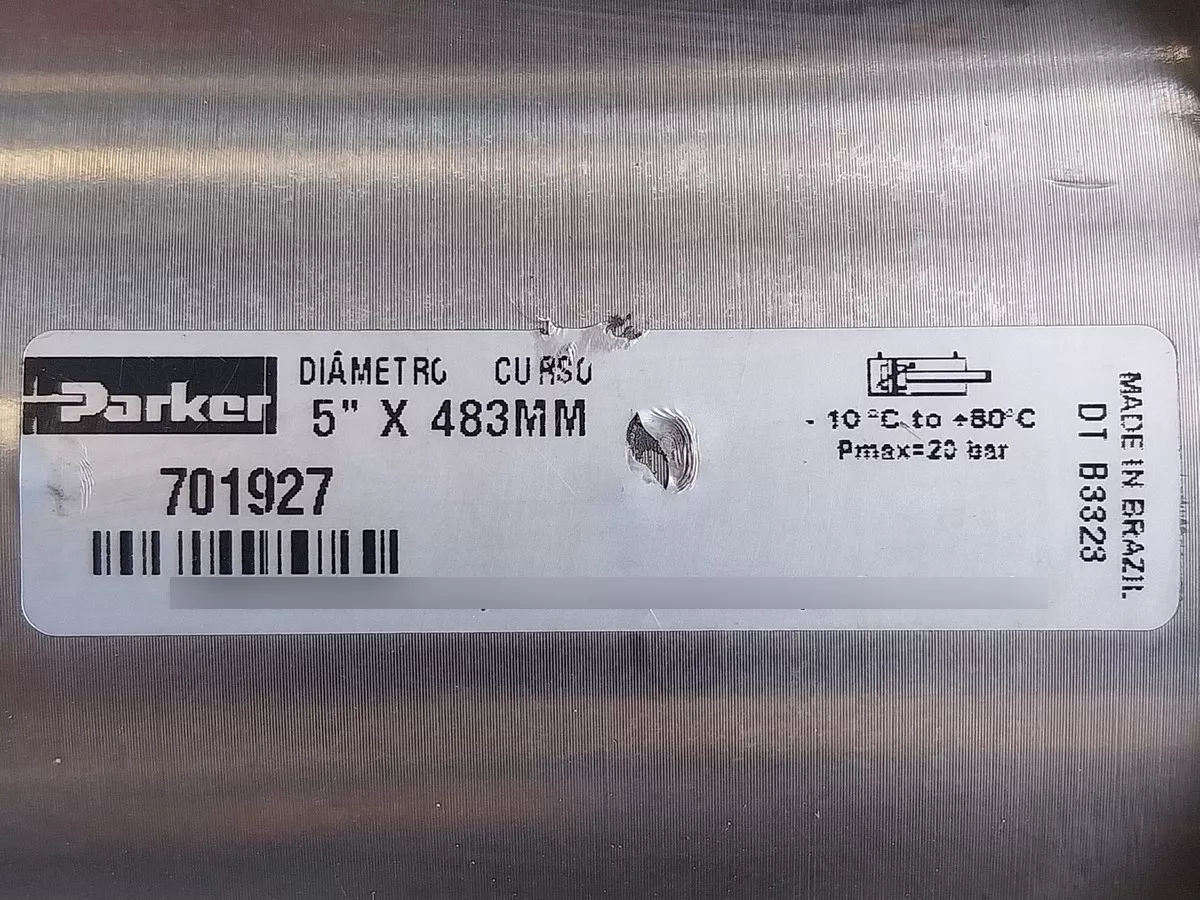 Parker
DIÂMETRO CURSO
5" X 483MM
701927
- 10 °C to +80°C
Pmax=20 bar
MADE IN BRAZIL
DT B3323